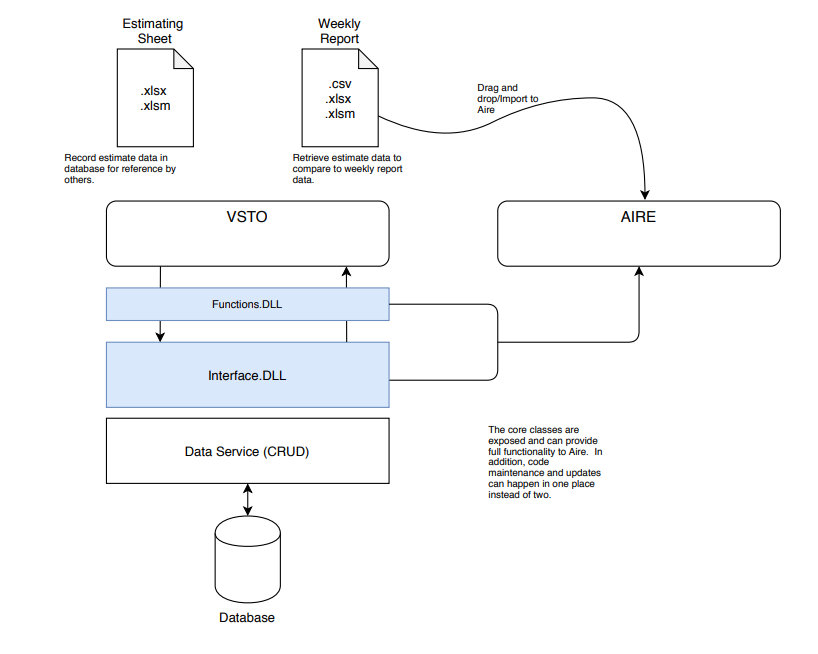 Estimating
Sheet
.xlsx
.xlsm
Record estimate data in
database for reference by
others.
Weekly
Report
.csv
.xlsx
.xlsm
Retrieve estimate data to
compare to weekly report
data.
Drag and
drop/Import to
Aire
VSTO
AIRE
Functions.DLL
Interface.DLL
Data Service (CRUD)
The core classes are
exposed and can provide
full functionality to Aire. In
addition, code
maintenance and updates
can happen in one place
instead of two.
Database